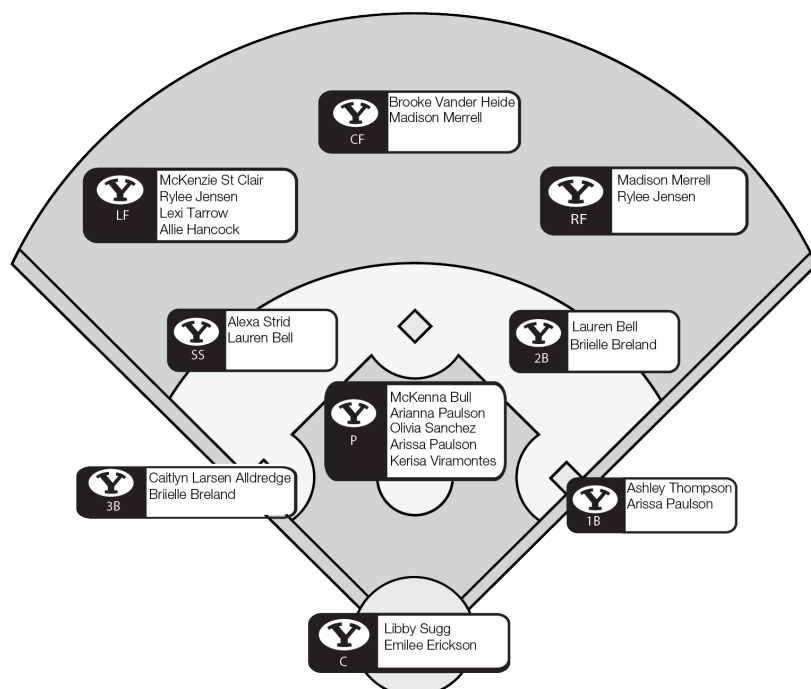 Y
CF
Brooke Vander Heide
Madison Merrell
Y
LF
McKenzie St Clair
Rylee Jensen
Lexi Tarrow
Allie Hancock
Y
RF
Madison Merrell
Rylee Jensen
Y
SS
Alexa Strid
Lauren Bell
Y
2B
Lauren Bell
Briielle Breland
Y
P
McKenna Bull
Arianna Paulson
Olivia Sanchez
Arissa Paulson
Kerisa Viramontes
Y
3B
Caitlyn Larsen Alldredge
Briielle Breland
Y
1B
Ashley Thompson
Arissa Paulson
Y
C
Libby Sugg
Emilee Erickson